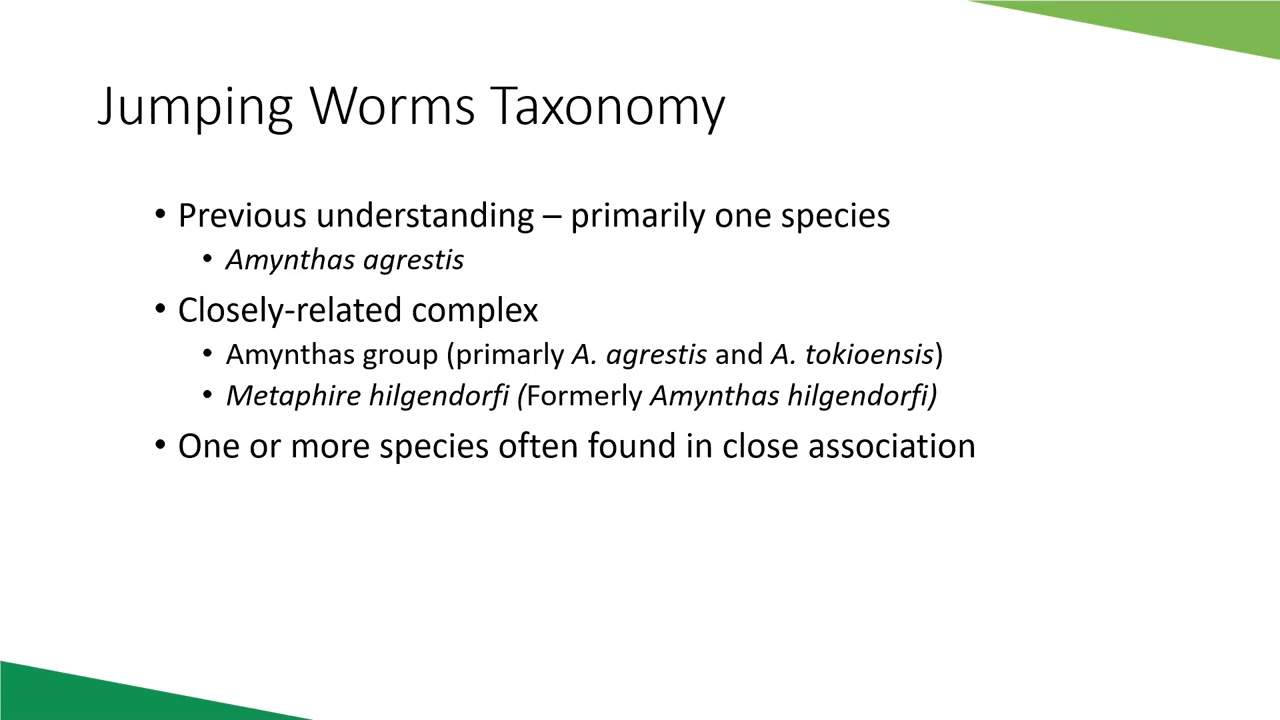 Jumping Worms Taxonomy
• Previous understanding – primarily one species
• Amynthas agrestis
• Closely-related complex
• Amynthas group (primarly A. agrestis and A. tokioensis)
• Metaphire hilgendorfi (Formerly Amynthas hilgendorfi)
• One or more species often found in close association